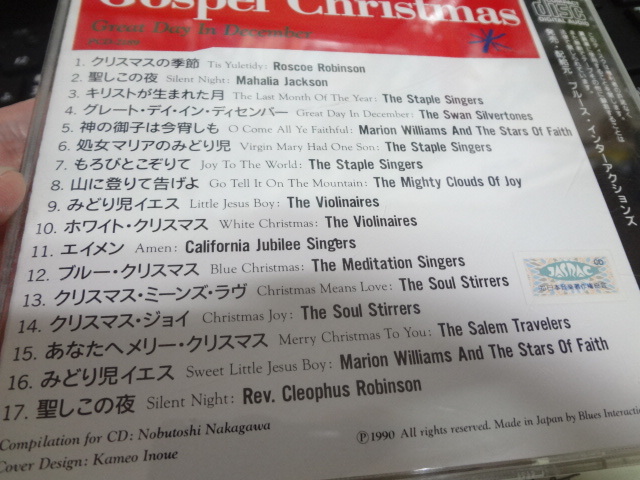 Gospel Christmas
Great Day In December
1. クリスマスの季節 Tis Yuletidy: Roscoe Robinson
2. 聖しこの夜 Silent Night: Mahalia Jackson
3. キリストが生まれた月 The Last Month Of The Year: The Staple Singers
4. グレート・デイ・イン・ディセンバー Great Day In December: The Swan Silvertones
5. 神の御子は今宵しも O Come All Ye Faithful: Marion Williams And The Stars Of Faith
6. 処女マリアのみどり児 Virgin Mary Had One Son: The Staple Singers
7. もろびとこぞりて Joy To The World: The Staple Singers
8. 山に登りて告げよ Go Tell It On The Mountain: The Mighty Clouds Of Joy
9. みどり児イエス Little Jesus Boy: The Violinaires
10. ホワイト・クリスマス White Christmas: The Violinaires
11. エイメン Amen: California Jubilee Singers
12. ブルー・クリスマス Blue Christmas: The Meditation Singers
13. クリスマス・ミーンズ・ラヴ Christmas Means Love: The Soul Stirrers
14. クリスマス・ジョイ Christmas Joy: The Soul Stirrers
15. あなたへメリー・クリスマス Merry Christmas To You: The Salem Travelers
16. みどり児イエス Sweet Little Jesus Boy: Marion Williams And The Stars Of Faith
17. 聖しこの夜 Silent Night: Rev. Cleophus Robinson
Compilation for CD: Nobutoshi Nakagawa
Cover Design: Kameo Inoue
Ⓟ 1990 All rights reserved. Made in Japan by Blues Interactio
JASRAC
ブルース・インターアクションズ